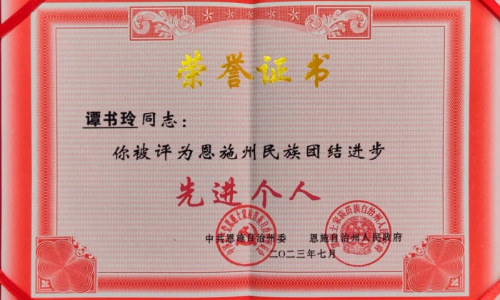 荣誉证书
谭书玲同志：
你被评为恩施州民族团结进步
先进个人
中共恩施自治州委 恩施自治州人民政府
二〇二三年七月